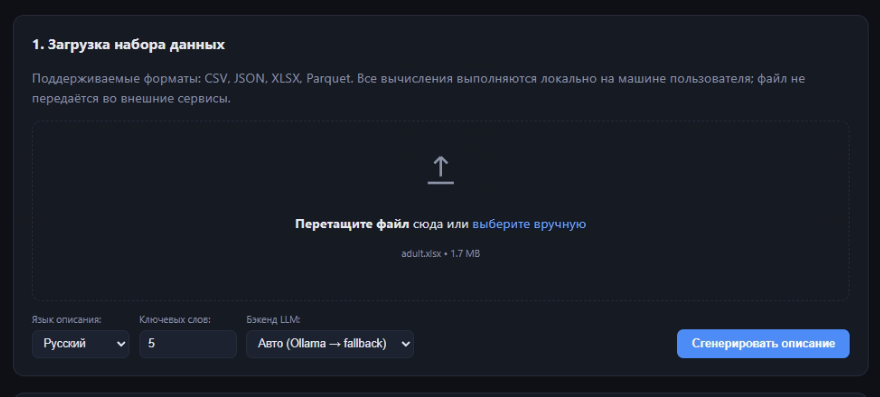 1. Загрузка набора данных
Поддерживаемые форматы: CSV, JSON, XLSX, Parquet. Все вычисления выполняются локально на машине пользователя; файл не
передаётся во внешние сервисы.
Перетащите файл сюда или выберите вручную
adult.xlsx • 1.7 MB
Язык описания: Ключевых слов: Бэкенд LLM:
Русский 5 Авто (Ollama → fallback) Сгенерировать описание